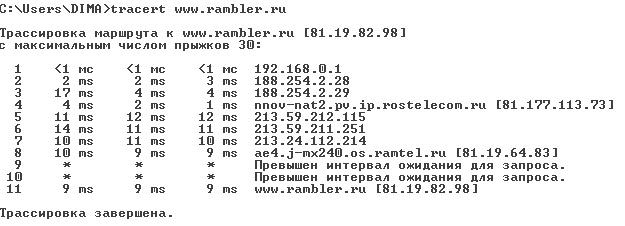 C:\Users\DIMA>tracert www.rambler.ru
Трассировка маршрута к www.rambler.ru [81.19.82.98]
с максимальным числом прыжков 30:
1 <1 мс <1 мс <1 мс 192.168.0.1
2 2 ms 2 ms 3 ms 188.254.2.28
3 17 ms 4 ms 4 ms 188.254.2.29
4 4 ms 2 ms 1 ms nnov-nat2.pv.ip.rostelecom.ru [81.177.113.73]
5 11 ms 12 ms 12 ms 213.59.212.115
6 14 ms 11 ms 11 ms 213.59.211.251
7 10 ms 11 ms 10 ms 213.24.112.214
8 10 ms 9 ms 9 ms ae4.j-mx240.os.ramtel.ru [81.19.64.83]
9 * * * Превышен интервал ожидания для запроса.
10 * * * Превышен интервал ожидания для запроса.
11 9 ms 9 ms 9 ms www.rambler.ru [81.19.82.98]
Трассировка завершена.